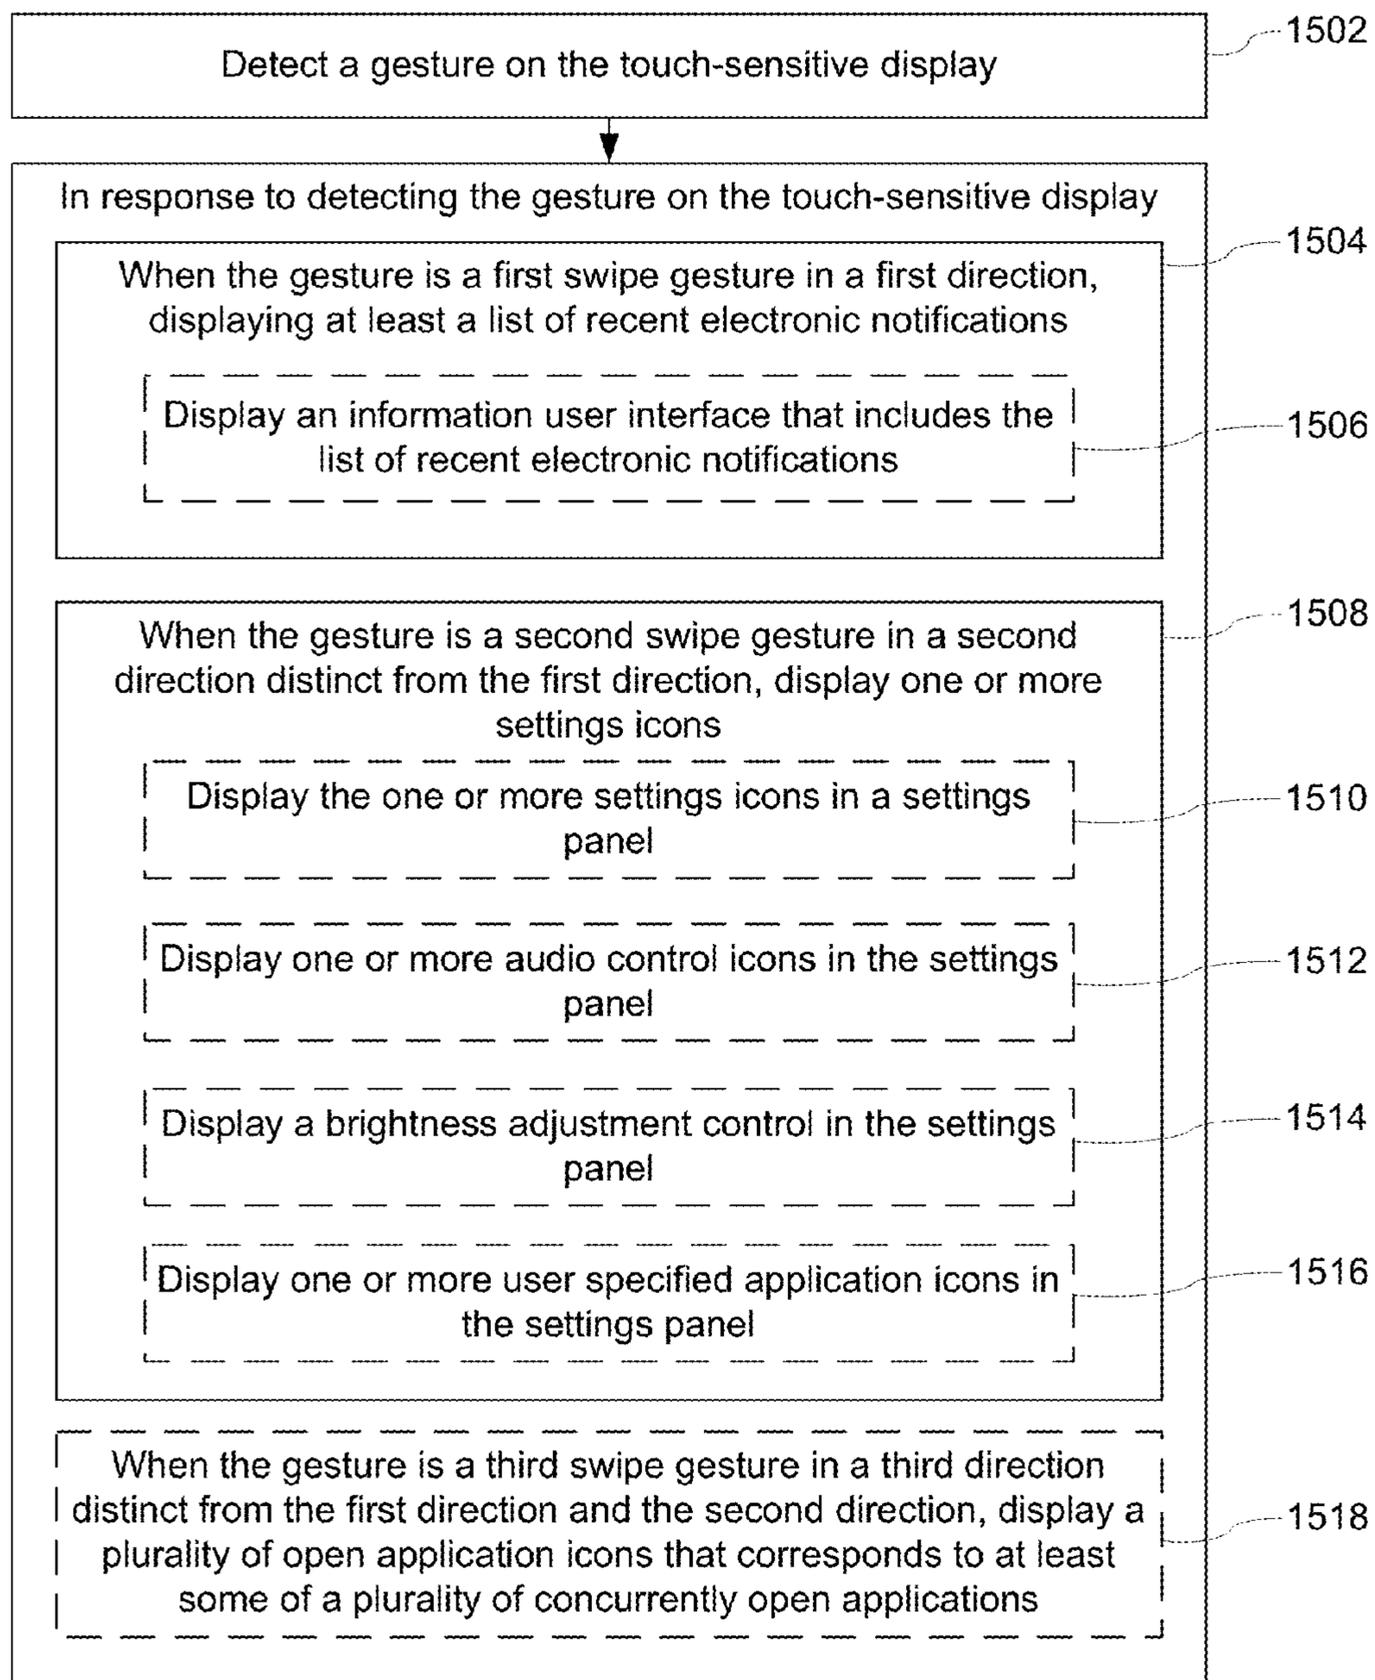 Detect a gesture on the touch-sensitive display
1502
In response to detecting the gesture on the touch-sensitive display
1504
When the gesture is a first swipe gesture in a first direction,
displaying at least a list of recent electronic notifications
Display an information user interface that includes the
list of recent electronic notifications
1506
When the gesture is a second swipe gesture in a second
direction distinct from the first direction, display one or more
settings icons
1508
Display the one or more settings icons in a settings
panel
1510
Display one or more audio control icons in the settings
panel
1512
Display a brightness adjustment control in the settings
panel
1514
Display one or more user specified application icons in
the settings panel
1516
When the gesture is a third swipe gesture in a third direction
distinct from the first direction and the second direction, display a
plurality of open application icons that corresponds to at least
some of a plurality of concurrently open applications
1518